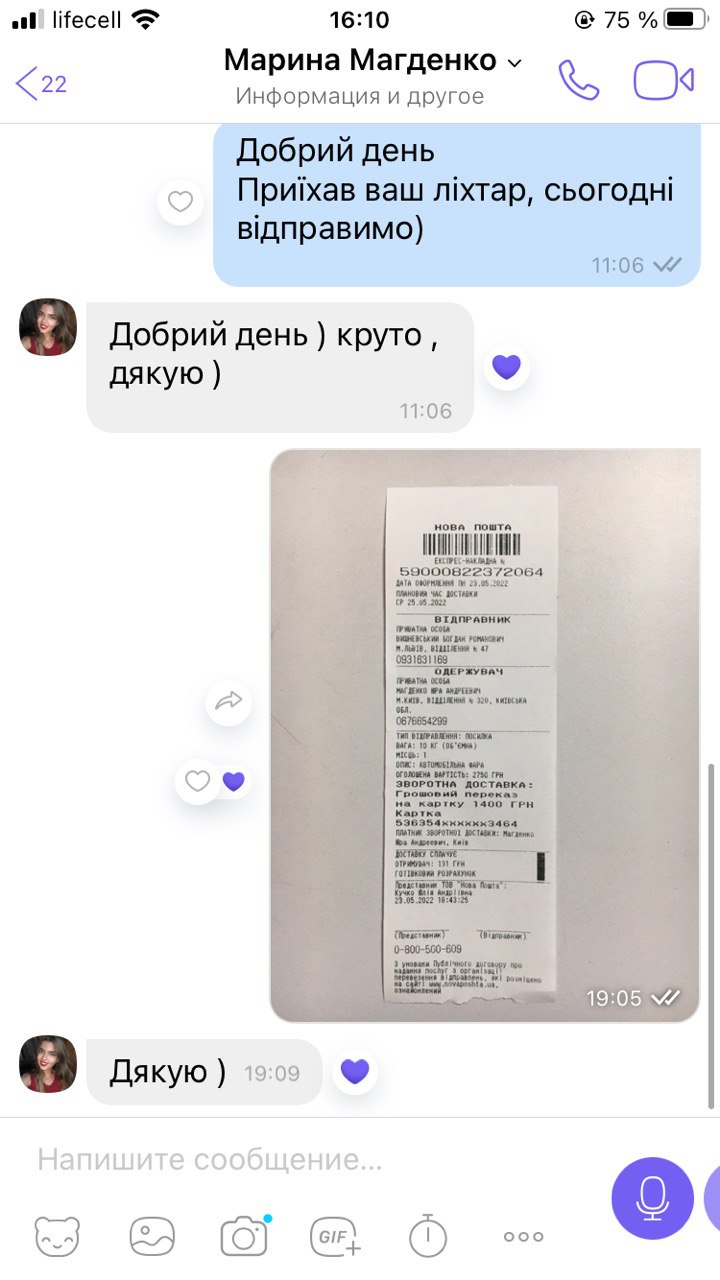 lifecell
16:10
75 %
22
Марина Магденко
Информация и другое
Добрий день
Приїхав ваш ліхтар, сьогодні
відправимо)
11:06
Добрий день ) круто ,
дякую )
11:06
НОВА ПОШТА
ЕКСПРЕС-НАКЛАДНА №
59000822372064
ДАТА ОФОРМЛЕННЯ ПН 23.05.2022
ПЛАНОВИЙ ЧАС ДОСТАВКИ
СР 25.05.2022
ВІДПРАВНИК
ПРИВАТНА ОСОБА
ВИШНЕВСЬКИЙ БОГДАН РОМАНОВИЧ
М.ЛЬВІВ, ВІДДІЛЕННЯ № 47
0931631169
ОДЕРЖУВАЧ
ПРИВАТНА ОСОБА
МАГДЕНКО ЮРА АНДРЕЕВИЧ
М.КИЇВ, ВІДДІЛЕННЯ № 320, КИЇВСЬКА
ОБЛ.
0676654299
ТИП ВІДПРАВЛЕННЯ: ПОСИЛКА
ВАГА: 10 КГ (ОБ'ЄМНА)
МІСЦЬ: 1
ОПИС: АВТОМОБІЛЬНА ФАРА
ОГОЛОШЕНА ВАРТІСТЬ: 2750 ГРН
ЗВОРОТНА ДОСТАВКА:
Грошовий переказ
на картку 1400 ГРН
Картка
536354xxxxxx3464
ПЛАТНИК ЗВОРОТНОЇ ДОСТАВКИ: Магденко
Юра Андреевич, Київ
ДОСТАВКУ СПЛАЧУЄ
ОТРИМУВАЧ: 131 ГРН
ГОТІВКОВИЙ РОЗРАХУНОК
Представник ТОВ "Нова Пошта":
Кучко Юлія Андріївна
23.05.2022 18:43:25
(Представник) (Відправник)
0-800-500-609
З умовами Публічного договору про
надання послуг з організації
перевезення відправлень, які розміщено
на сайті www.novaposhta.ua,
ознайомлений
19:05
Дякую )
19:09
Напишите сообщение...
GIF